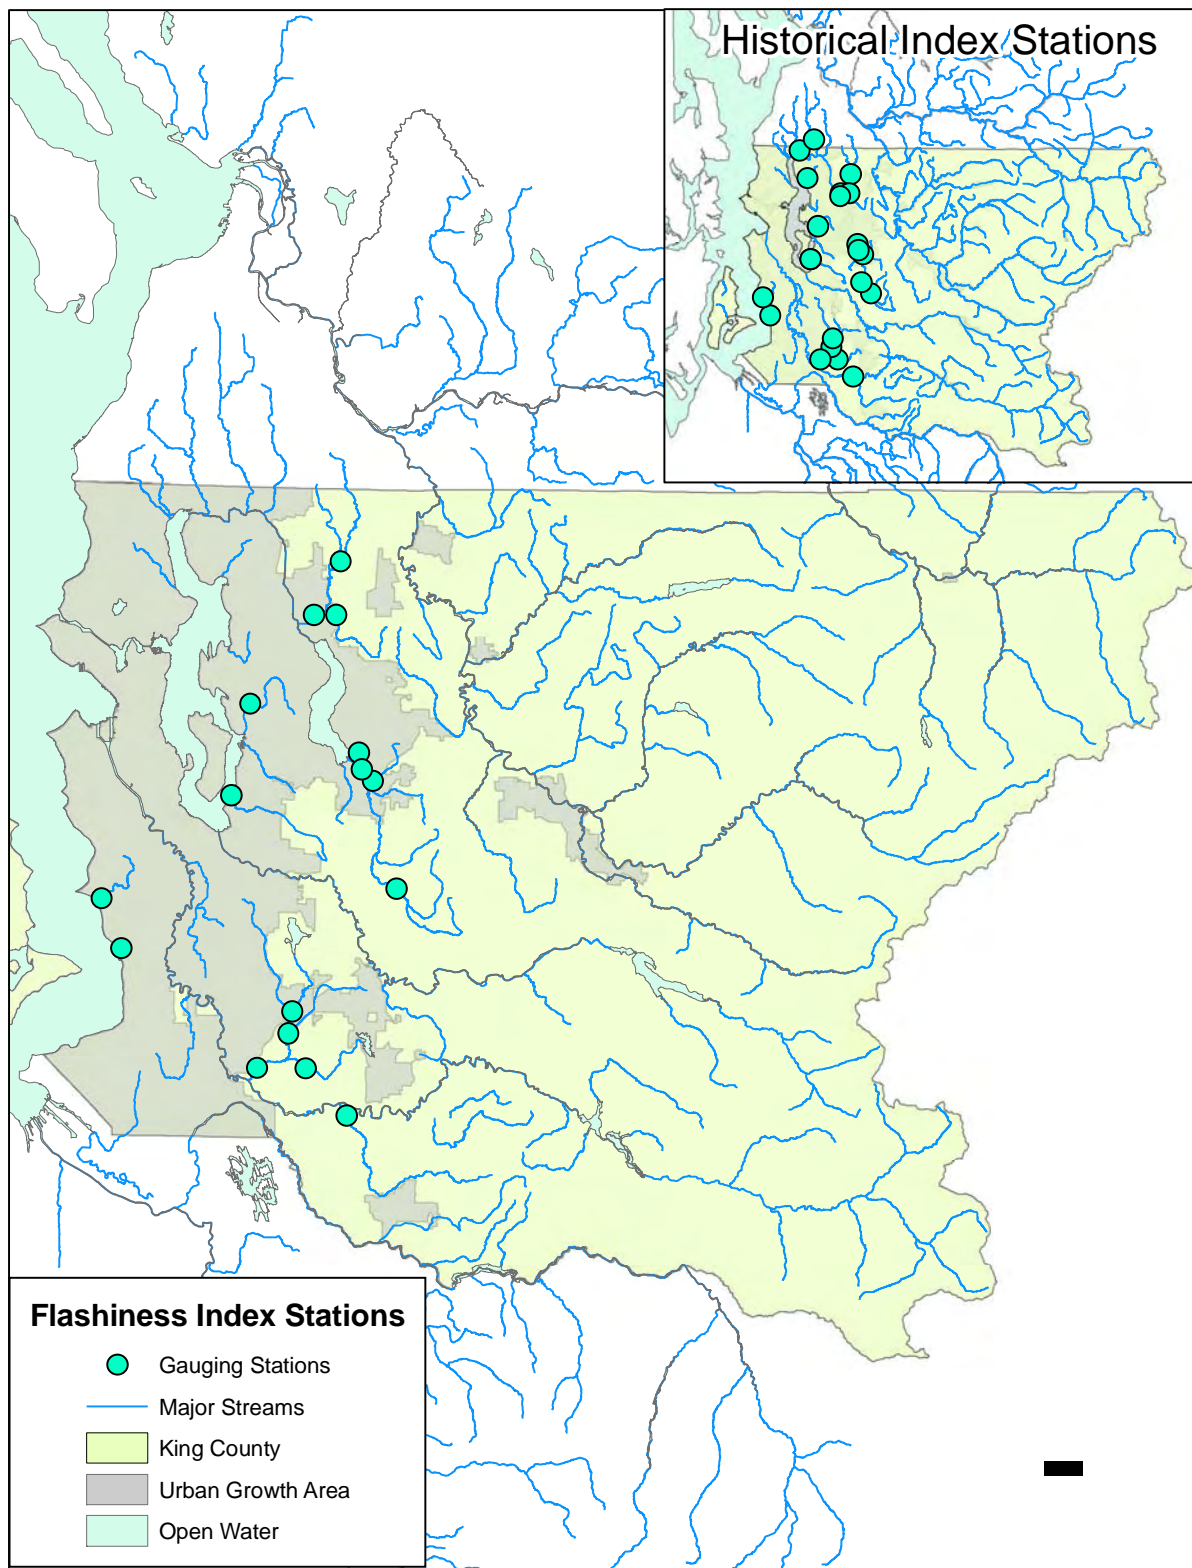 Historical Index Stations
Flashiness Index Stations
Gauging Stations
Major Streams
King County
Urban Growth Area
Open Water